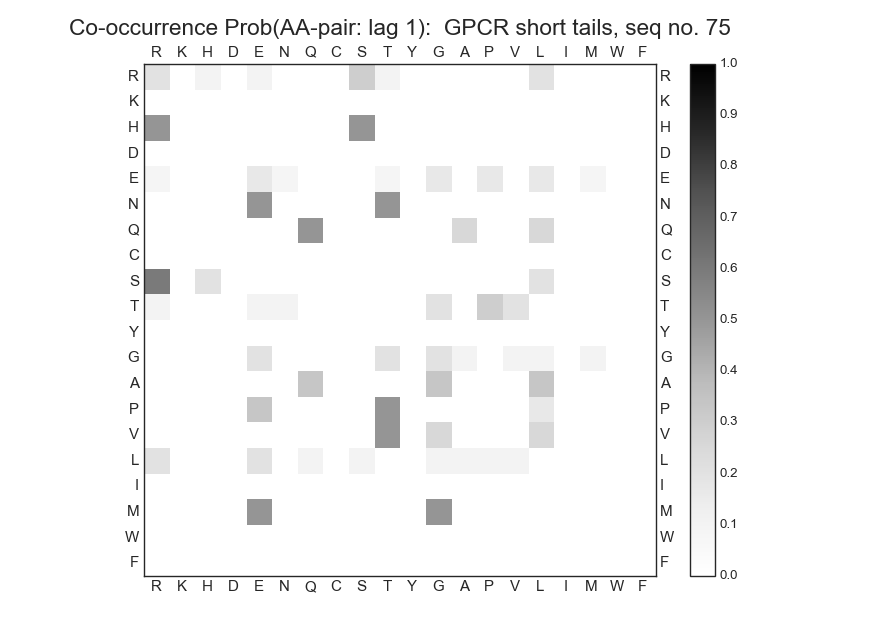 Co-occurrence Prob(AA-pair: lag 1):  GPCR short tails, seq no. 75
R K H D E N Q C S T Y G A P V L I M W F
R R 1.0
K K
H H 0.9
D D 0.8
E E
N N 0.7
Q Q
C C 0.6
S S
T T 0.5
Y Y
G G 0.4
A A
P P 0.3
V V
L L 0.2
I I
M M 0.1
W W
F F 0.0
R K H D E N Q C S T Y G A P V L I M W F